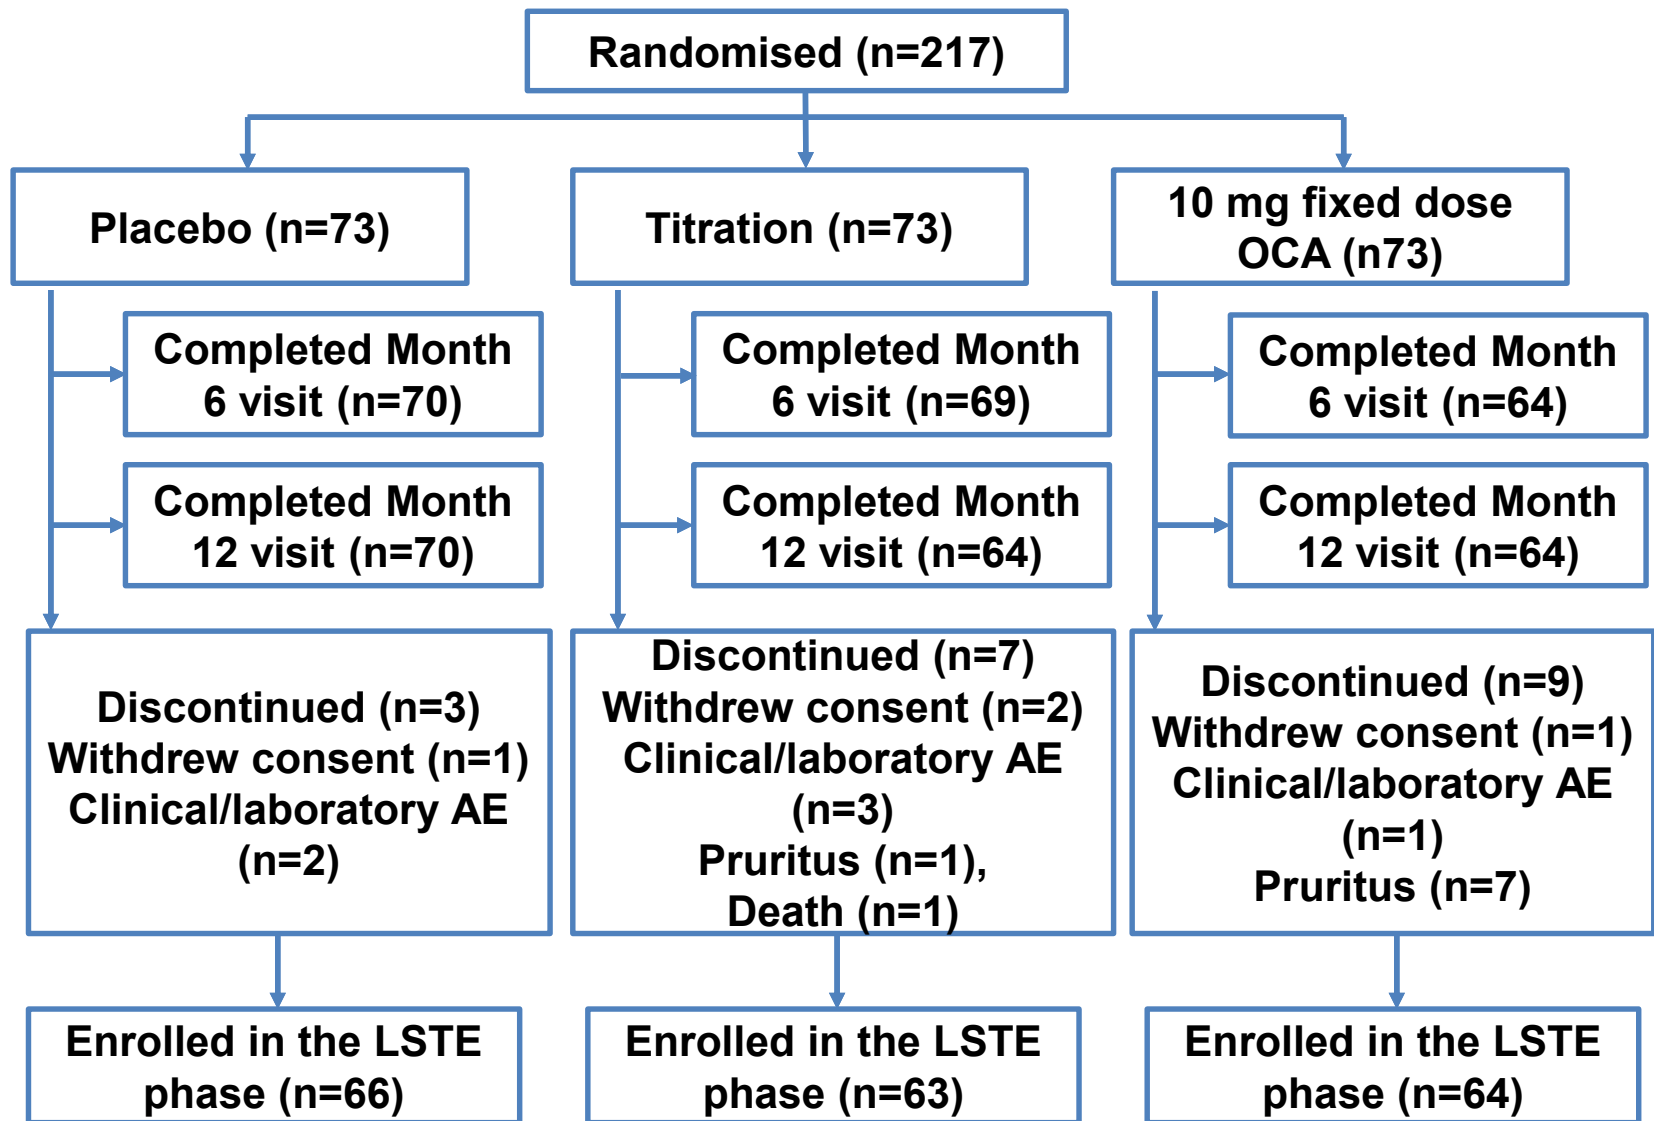 Randomised (n=217)
Placebo (n=73)
Titration (n=73)
10 mg fixed dose
OCA (n73)
Completed Month
6 visit (n=70)
Completed Month
6 visit (n=69)
Completed Month
6 visit (n=64)
Completed Month
12 visit (n=70)
Completed Month
12 visit (n=64)
Completed Month
12 visit (n=64)
Discontinued (n=3)
Withdrew consent (n=1)
Clinical/laboratory AE
(n=2)
Discontinued (n=7)
Withdrew consent (n=2)
Clinical/laboratory AE
(n=3)
Pruritus (n=1),
Death (n=1)
Discontinued (n=9)
Withdrew consent (n=1)
Clinical/laboratory AE
(n=1)
Pruritus (n=7)
Enrolled in the LSTE
phase (n=66)
Enrolled in the LSTE
phase (n=63)
Enrolled in the LSTE
phase (n=64)